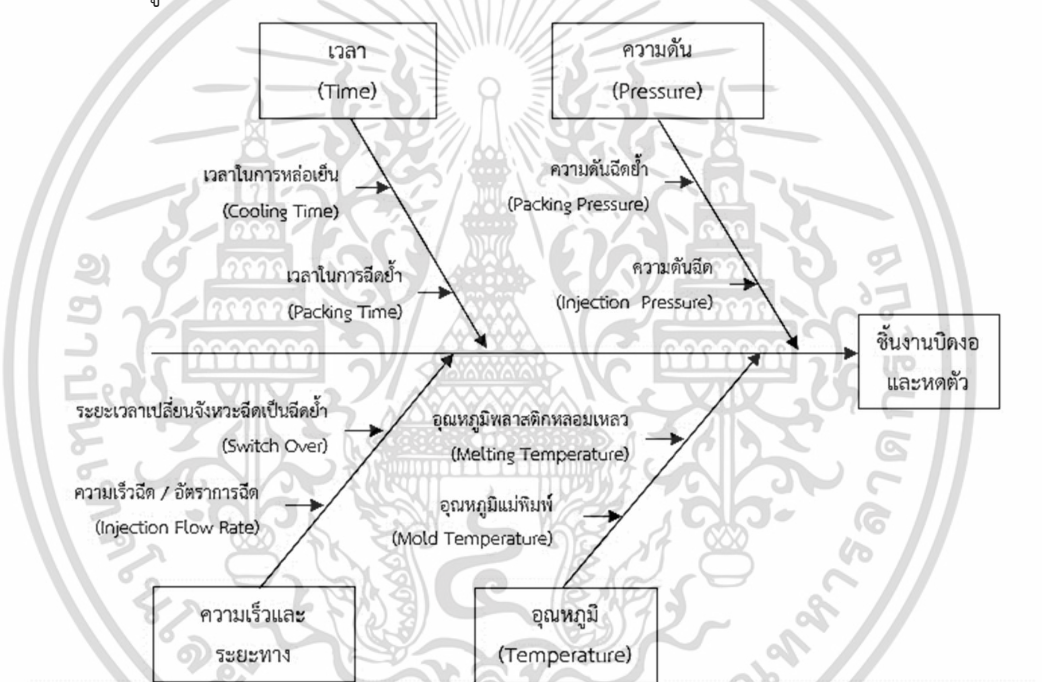 เวลา
(Time)
ความดัน
(Pressure)
เวลาในการหล่อเย็น
(Cooling Time)
ความดันฉีดย้ำ
(Packing Pressure)
เวลาในการฉีดย้ำ
(Packing Time)
ความดันฉีด
(Injection Pressure)
ชิ้นงานบิดงอ
และหดตัว
ระยะเวลาเปลี่ยนจังหวะฉีดเป็นฉีดย้ำ
(Switch Over)
อุณหภูมิพลาสติกหลอมเหลว
(Melting Temperature)
ความเร็วฉีด / อัตราการฉีด
(Injection Flow Rate)
อุณหภูมิแม่พิมพ์
(Mold Temperature)
ความเร็วและ
ระยะทาง
อุณหภูมิ
(Temperature)